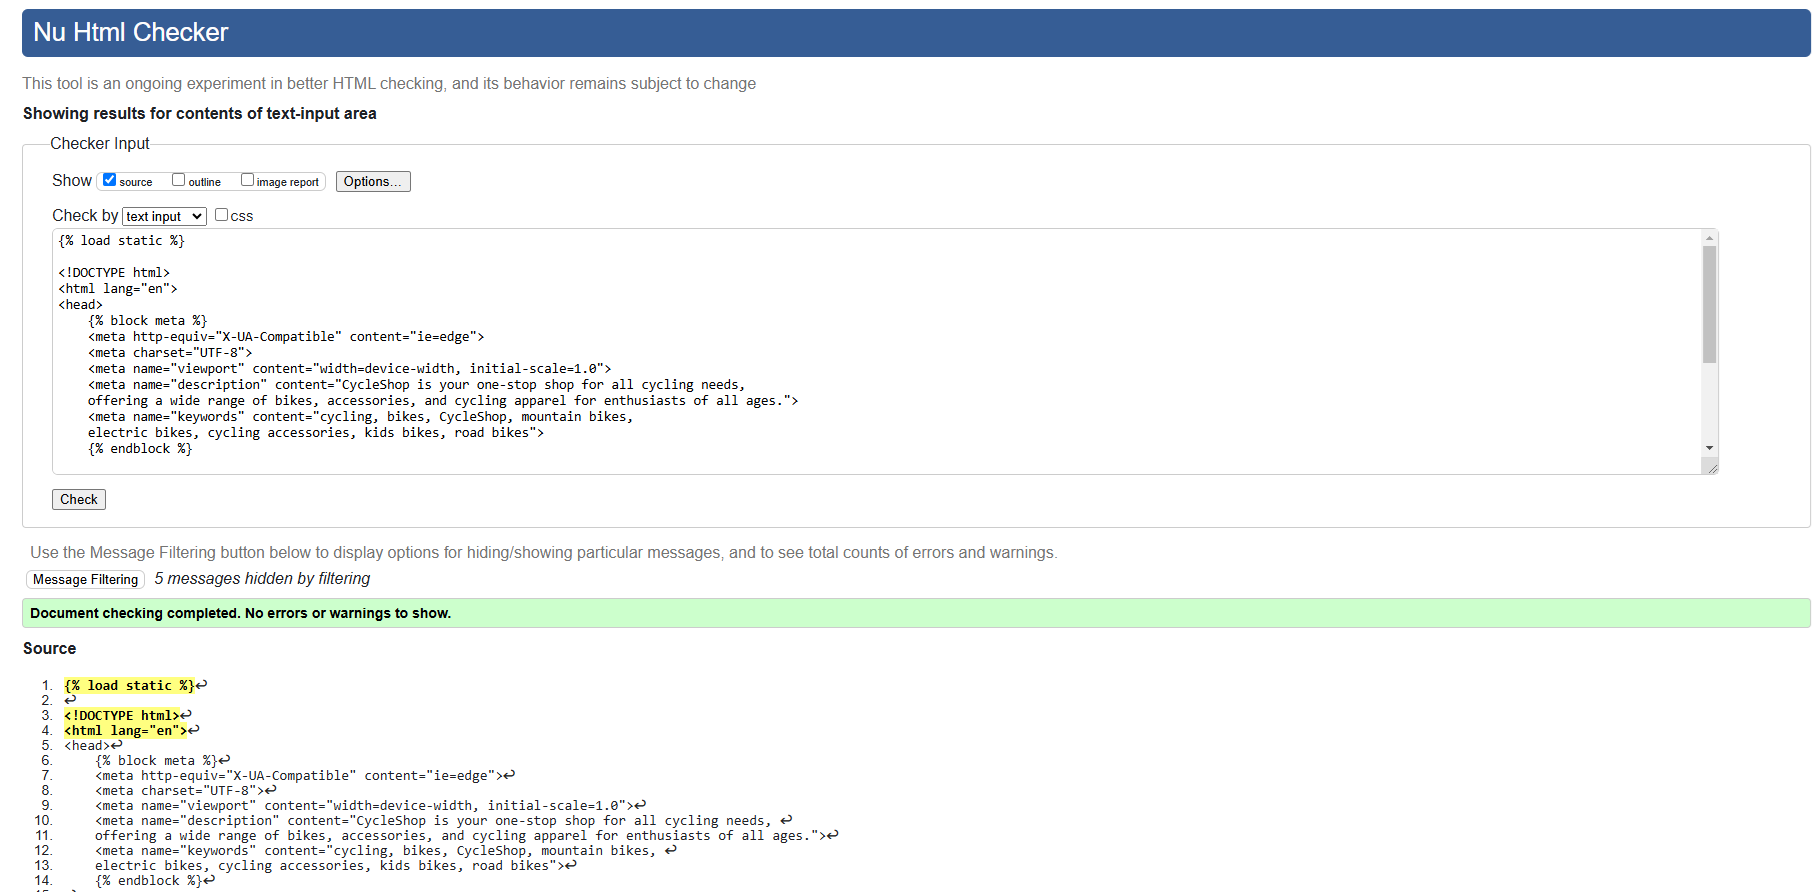 Nu Html Checker
This tool is an ongoing experiment in better HTML checking, and its behavior remains subject to change
Showing results for contents of text-input area
Checker Input
Show source outline image report Options...
Check by text input css
{% load static %}
<!DOCTYPE html>
<html lang="en">
<head>
{% block meta %}
<meta http-equiv="X-UA-Compatible" content="ie=edge">
<meta charset="UTF-8">
<meta name="viewport" content="width=device-width, initial-scale=1.0">
<meta name="description" content="CycleShop is your one-stop shop for all cycling needs,
offering a wide range of bikes, accessories, and cycling apparel for enthusiasts of all ages.">
<meta name="keywords" content="cycling, bikes, CycleShop, mountain bikes,
electric bikes, cycling accessories, kids bikes, road bikes">
{% endblock %}
Check
Use the Message Filtering button below to display options for hiding/showing particular messages, and to see total counts of errors and warnings.
Message Filtering 5 messages hidden by filtering
Document checking completed. No errors or warnings to show.
Source
1. {% load static %}↩
2. ↩
3. <!DOCTYPE html>↩
4. <html lang="en">↩
5. <head>↩
6. {% block meta %}↩
7. <meta http-equiv="X-UA-Compatible" content="ie=edge">↩
8. <meta charset="UTF-8">↩
9. <meta name="viewport" content="width=device-width, initial-scale=1.0">↩
10. <meta name="description" content="CycleShop is your one-stop shop for all cycling needs, ↩
11. offering a wide range of bikes, accessories, and cycling apparel for enthusiasts of all ages.">↩
12. <meta name="keywords" content="cycling, bikes, CycleShop, mountain bikes, ↩
13. electric bikes, cycling accessories, kids bikes, road bikes">↩
14. {% endblock %}↩